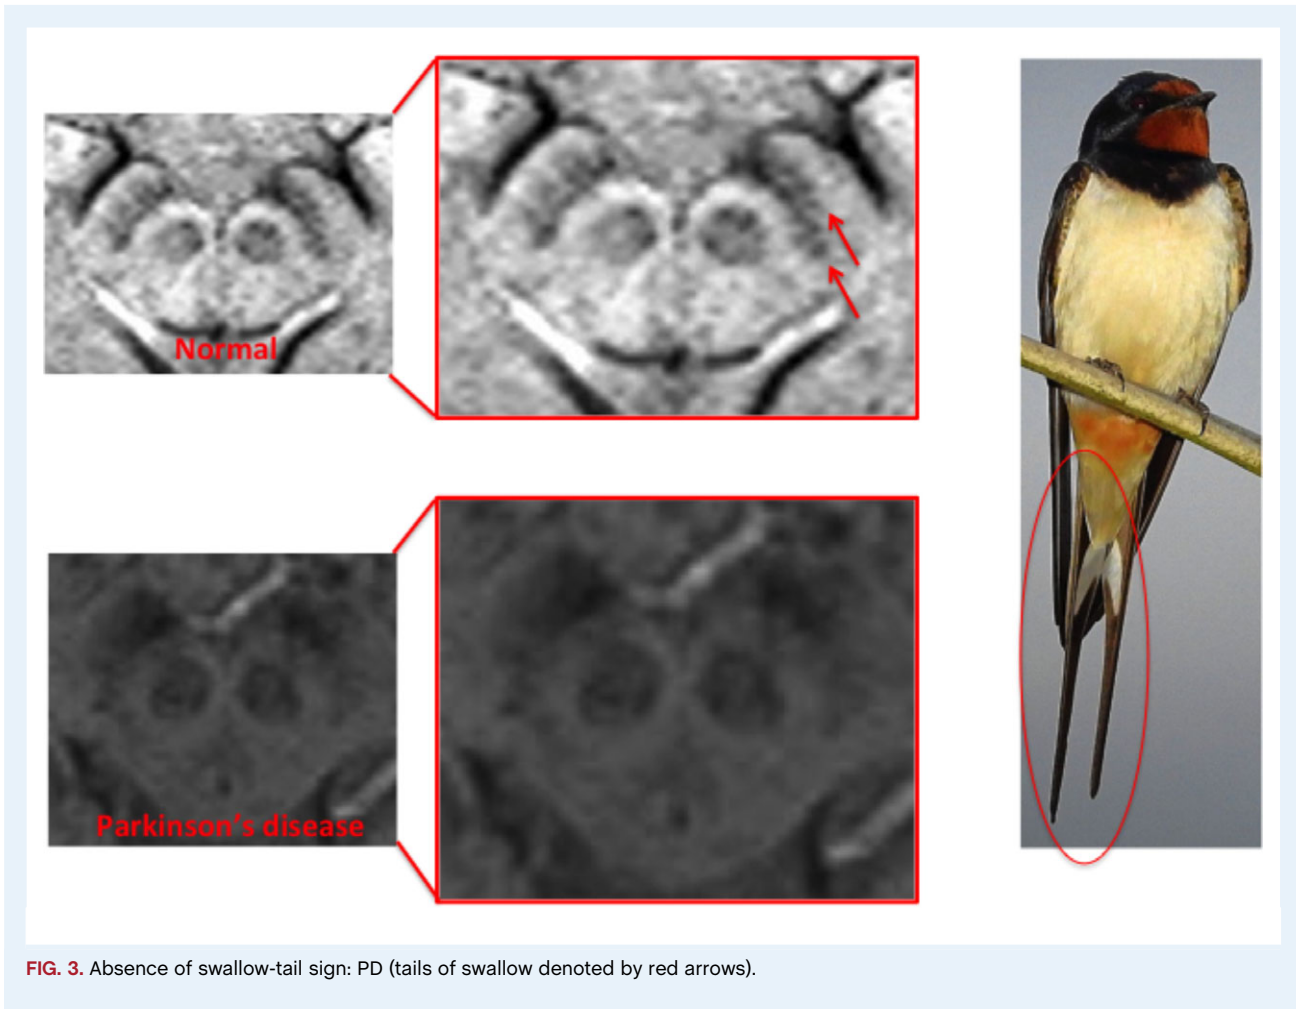 Normal
Parkinson's disease
FIG. 3. Absence of swallow-tail sign: PD (tails of swallow denoted by red arrows).